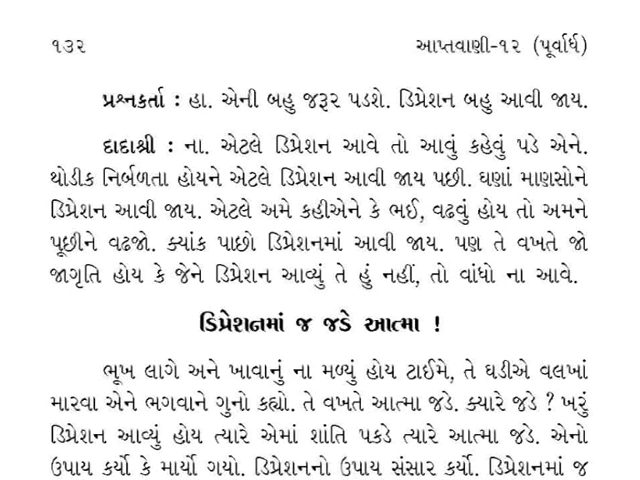 ૧૩૨ આપ્તવાણી-૧૨ (પૂર્વાર્ધ)
પ્રશ્નકર્તા : હા. એની બહુ જરૂર પડશે. ડિપ્રેશન બહુ આવી જાય.
દાદાશ્રી : ના. એટલે ડિપ્રેશન આવે તો આવું કહેવું પડે એને.
થોડીક નિર્બળતા હોયને એટલે ડિપ્રેશન આવી જાય પછી. ઘણાં માણસોને
ડિપ્રેશન આવી જાય. એટલે અમે કહીએને કે ભઈ, વઢવું હોય તો અમને
પૂછીને વઢજો. ક્યાંક પાછો ડિપ્રેશનમાં આવી જાય. પણ તે વખતે જો
જાગૃતિ હોય કે જેને ડિપ્રેશન આવ્યું તે હું નહીં, તો વાંધો ના આવે.
ડિપ્રેશનમાં જ જડે આત્મા !
ભૂખ લાગે અને ખાવાનું ના મળ્યું હોય ટાઈમે, તે ઘડીએ વલખાં
મારવા એને ભગવાને ગુનો કહ્યો. તે વખતે આત્મા જડે. ક્યારે જડે ? ખરું
ડિપ્રેશન આવ્યું હોય ત્યારે એમાં શાંતિ પકડે ત્યારે આત્મા જડે. એનો
ઉપાય કર્યો કે માર્યો ગયો. ડિપ્રેશનનો ઉપાય સંસાર કર્યો. ડિપ્રેશનમાં જ